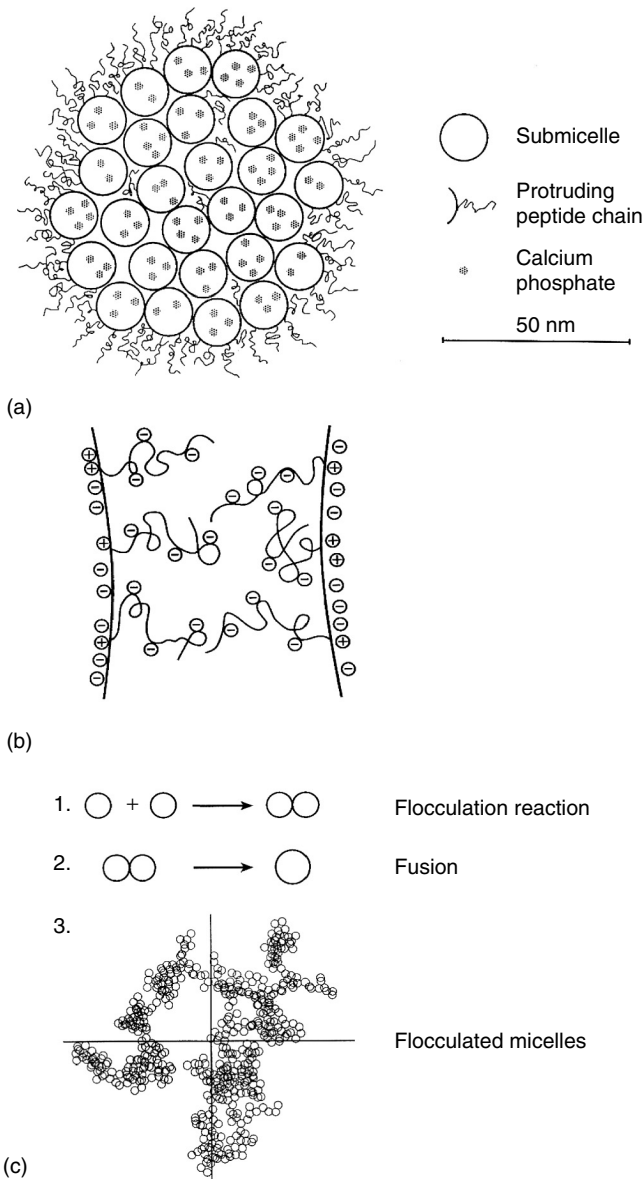 Submicelle
Protruding
peptide chain
Calcium
phosphate
50 nm
(a)
(b)
1. + Flocculation reaction
2. Fusion
3.
Flocculated micelles
(c)